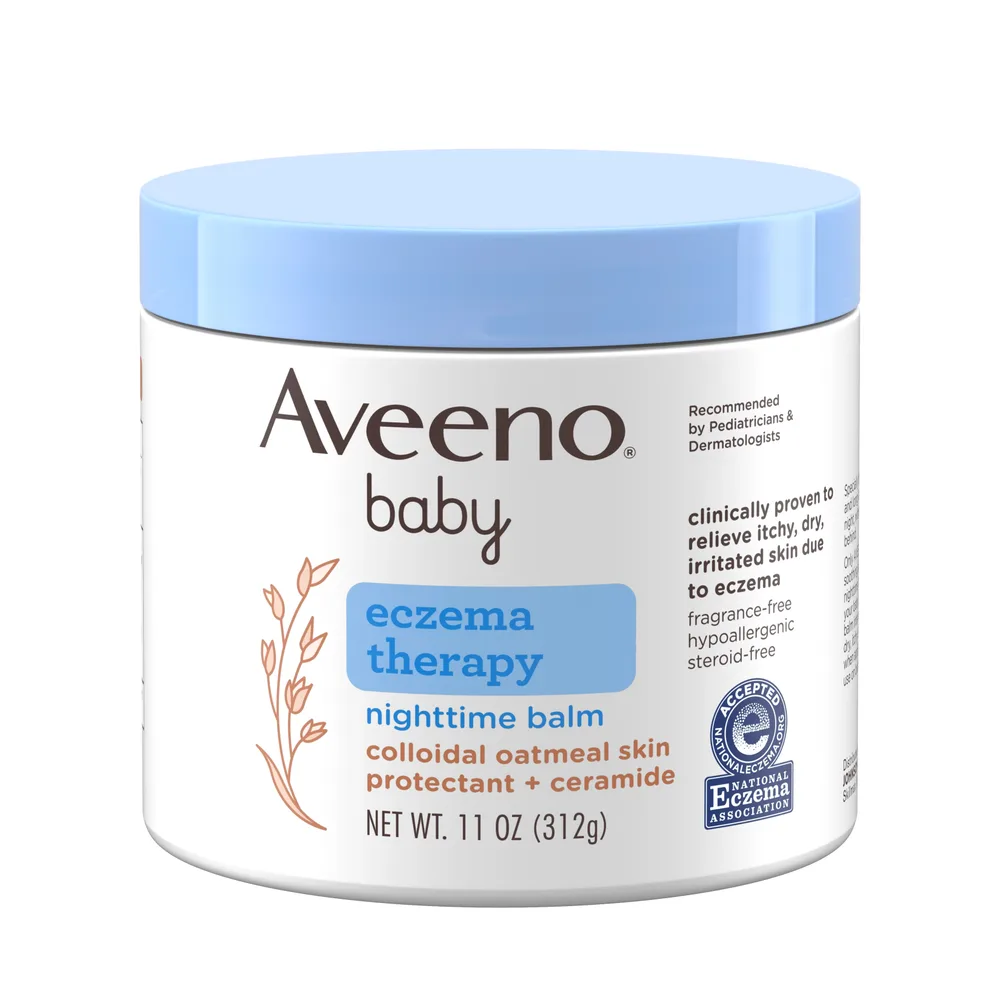 Aveeno®
baby
eczema
therapy
nighttime balm
colloidal oatmeal skin
protectant + ceramide
NET WT. 11 OZ (312g)
Recommended
by Pediatricians &
Dermatologists
clinically proven to
relieve itchy, dry,
irritated skin due
to eczema
fragrance-free
hypoallergenic
steroid-free
ACCEPTED
e
NATIONALECZEMA.ORG
NATIONAL
Eczema
ASSOCIATION